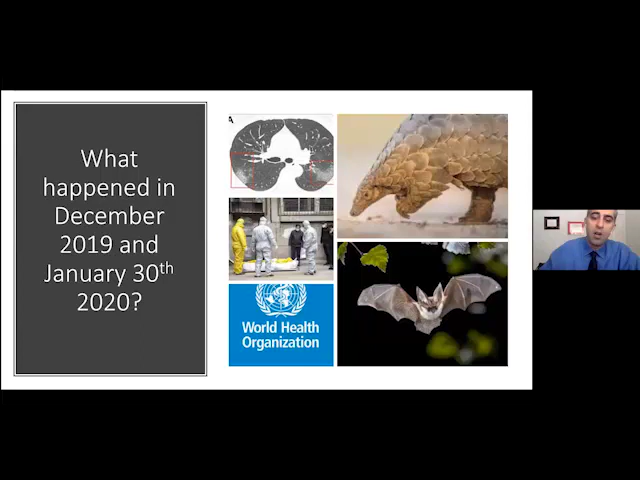 What
happened in
December
2019 and
January 30th
2020?
A
World Health
Organization